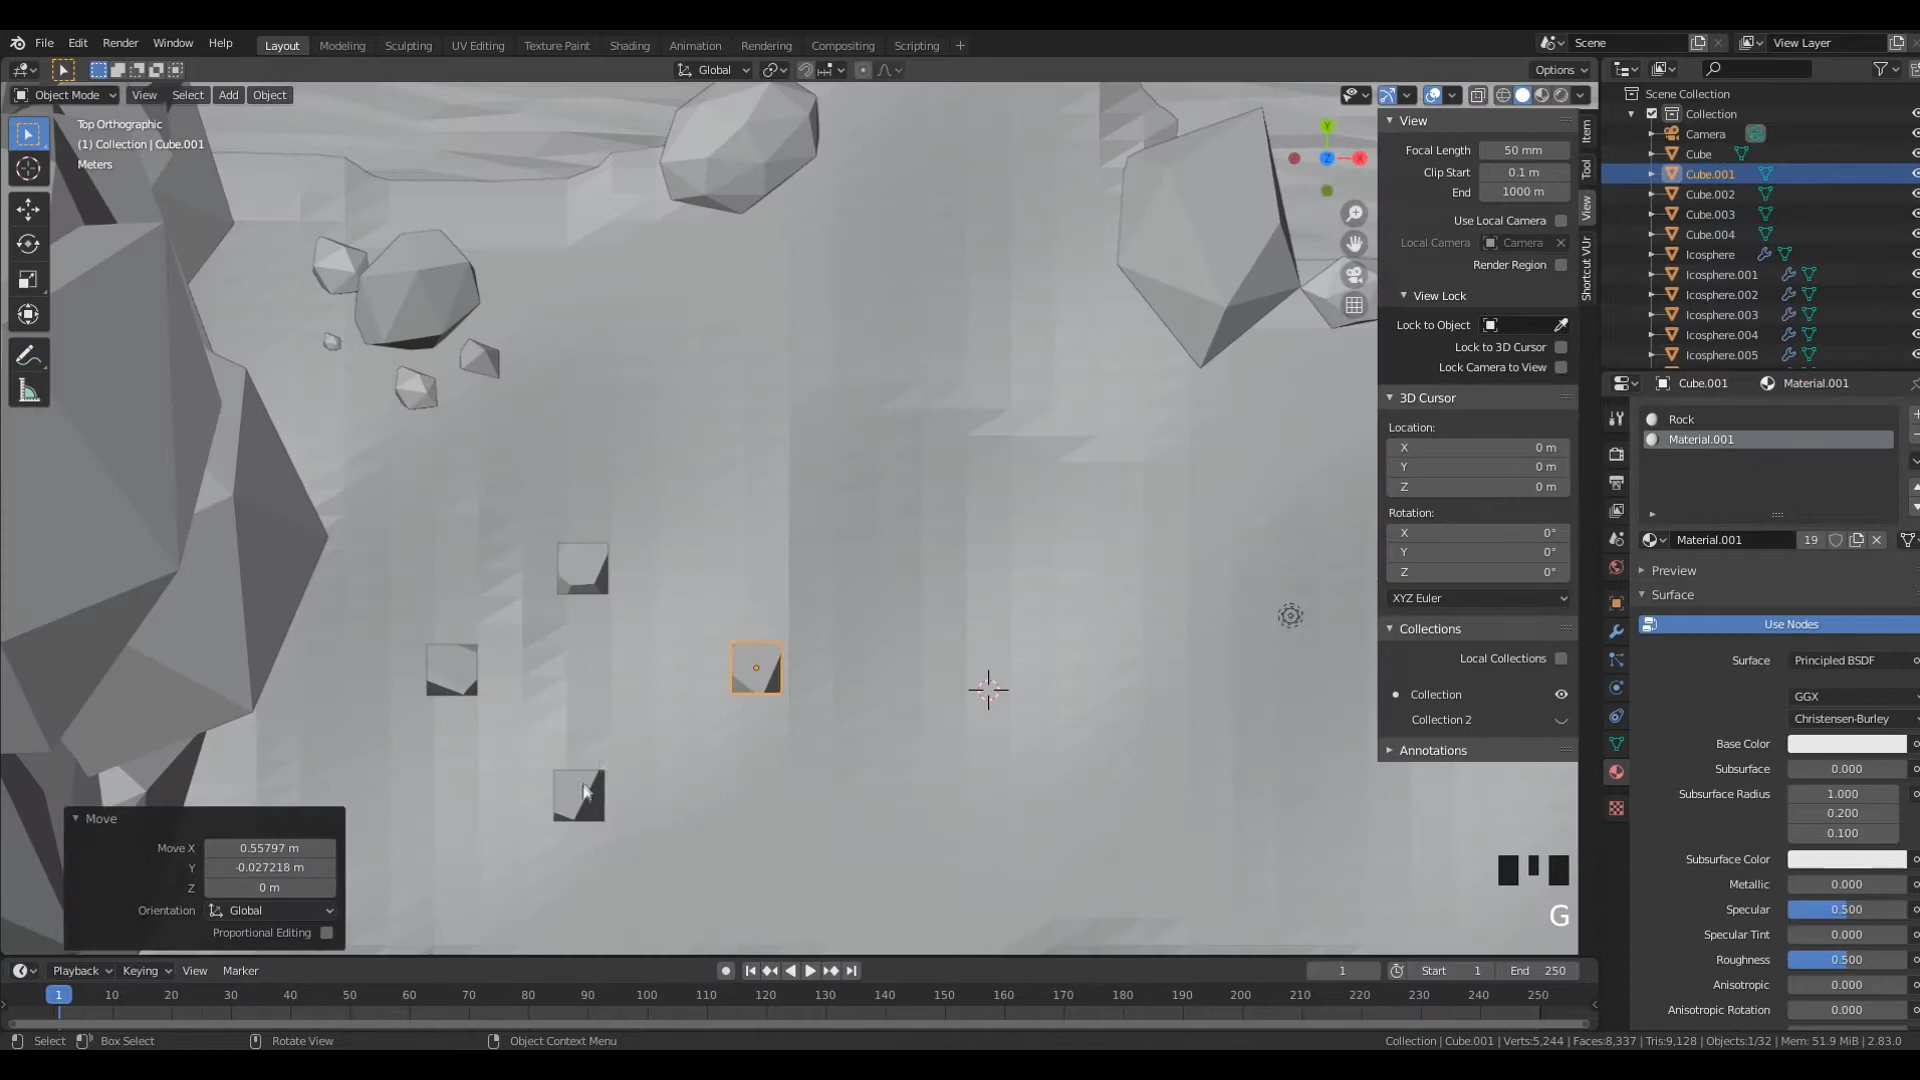 File Edit Render Window Help Layout Modeling Sculpting UV Editing Texture Paint Shading Animation Rendering Compositing Scripting + Scene View Layer
Global Options
Object Mode View Select Add Object
Top Orthographic
(1) Collection | Cube.001
Meters
Y
Z
X
View
Focal Length 50 mm
Clip Start 0.1 m
End 1000 m
Use Local Camera
Local Camera Camera
Render Region
View Lock
Lock to Object
Lock to 3D Cursor
Lock Camera to View
3D Cursor
Location:
X 0 m
Y 0 m
Z 0 m
Rotation:
X 0°
Y 0°
Z 0°
XYZ Euler
Collections
Local Collections
Collection
Collection 2
Annotations
Item
Tool
View
Shortcut VUr
Scene Collection
Collection
Camera
Cube
Cube.001
Cube.002
Cube.003
Cube.004
Icosphere
Icosphere.001
Icosphere.002
Icosphere.003
Icosphere.004
Icosphere.005
Cube.001 Material.001
Rock
Material.001
Material.001 19
Preview
Surface
Use Nodes
Surface Principled BSDF
GGX
Christensen-Burley
Base Color
Subsurface 0.000
Subsurface Radius 1.000
0.200
0.100
Subsurface Color
Metallic 0.000
Specular 0.500
Specular Tint 0.000
Roughness 0.500
Anisotropic 0.000
Anisotropic Rotation 0.000
Move
Move X 0.55797 m
Y -0.027218 m
Z 0 m
Orientation Global
Proportional Editing
G
Playback Keying View Marker 1 Start 1 End 250
1 10 20 30 40 50 60 70 80 90 100 110 120 130 140 150 160 170 180 190 200 210 220 230 240 250
Select Box Select Rotate View Object Context Menu Collection | Cube.001 | Verts:5,244 | Faces:8,337 | Tris:9,128 | Objects:1/32 | Mem: 51.9 MiB | 2.83.0